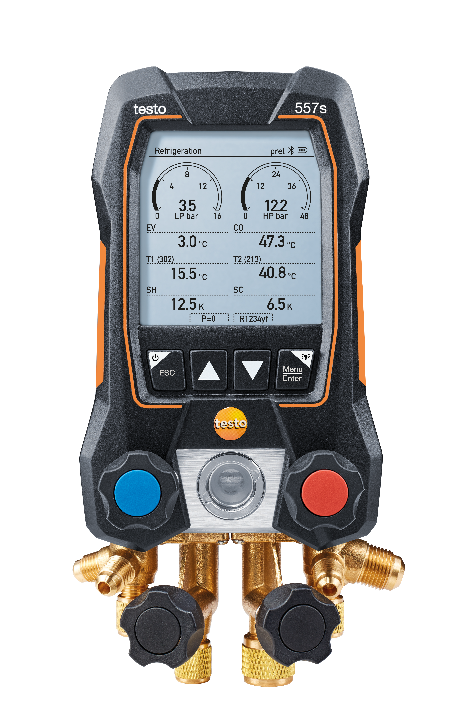 testo 557s
Refrigeration prel
8 24
4 12 12 36
3.5 12.2
0 LP bar 16 0 HP bar 48
EV CO
3.0 °C 47.3 °C
T1 (302) T2 (213)
15.5 °C 40.8 °C
SH SC
12.5 K 6.5 K
P=0 R1234yf
ESC Menu
Enter
testo